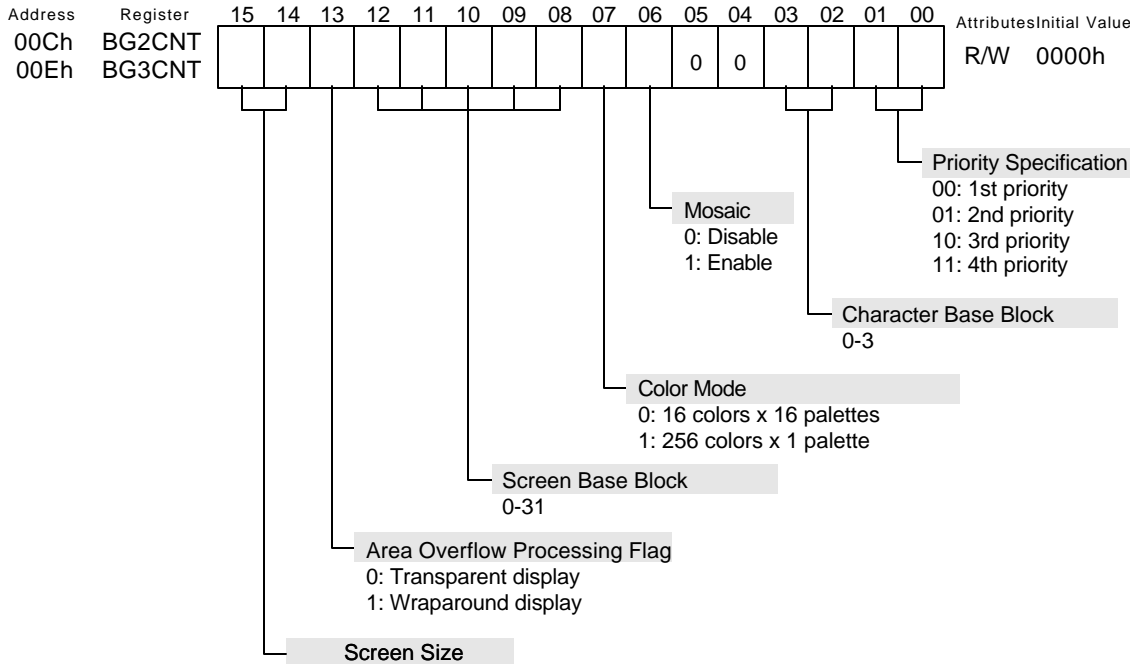 Address Register 15 14 13 12 11 10 09 08 07 06 05 04 03 02 01 00 Attributes Initial Value
00Ch BG2CNT R/W 0000h
00Eh BG3CNT 0 0
Priority Specification
00: 1st priority
01: 2nd priority
10: 3rd priority
11: 4th priority
Mosaic
0: Disable
1: Enable
Character Base Block
0-3
Color Mode
0: 16 colors x 16 palettes
1: 256 colors x 1 palette
Screen Base Block
0-31
Area Overflow Processing Flag
0: Transparent display
1: Wraparound display
Screen Size